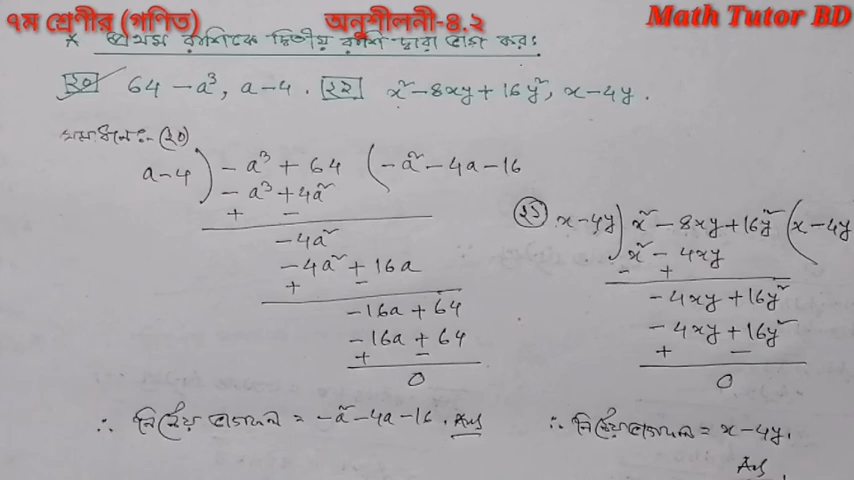 ৭ম শ্রেণীর (গণিত) অনুশীলনী-৪.২ Math Tutor BD
* প্রথম রাশিকে দ্বিতীয় রাশি দ্বারা ভাগ কর:
২০ 64 - a³, a - 4. ২১ x² - 8xy + 16y², x - 4y.
সমাধান:- (২০)
a-4) - a³ + 64 (-a² - 4a - 16
- a³ + 4a²
+ -
-4a²
-4a² + 16a
+ -
-16a + 64
-16a + 64
+ -
0
∴ নির্ণেয় ভাগফল = -a² - 4a - 16. Ans
২১ x-4y) x² - 8xy + 16y² (x - 4y
x² - 4xy
- +
-4xy + 16y²
-4xy + 16y²
+ -
0
∴ নির্ণেয় ভাগফল = x - 4y.
Ans